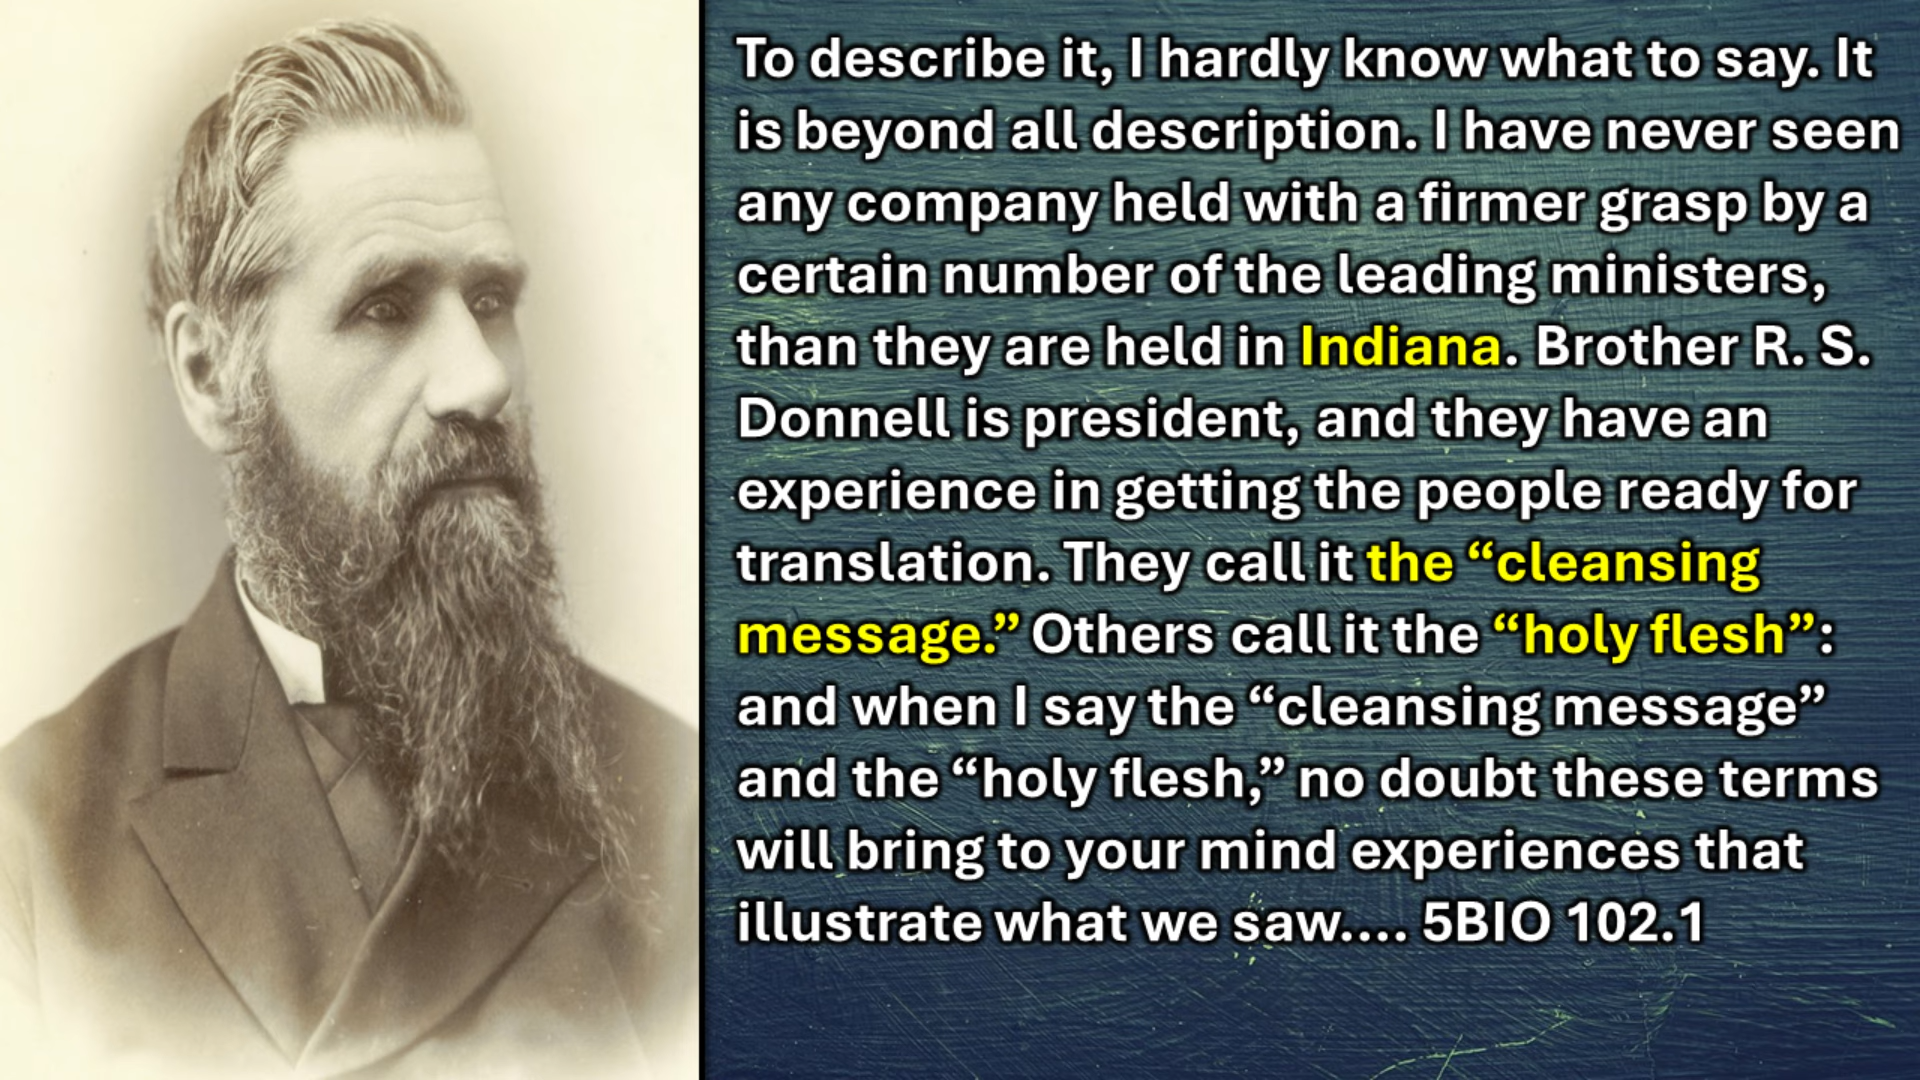 To describe it, I hardly know what to say. It
is beyond all description. I have never seen
any company held with a firmer grasp by a
certain number of the leading ministers,
than they are held in Indiana. Brother R. S.
Donnell is president, and they have an
experience in getting the people ready for
translation. They call it the “cleansing
message.” Others call it the “holy flesh”:
and when I say the “cleansing message”
and the “holy flesh,” no doubt these terms
will bring to your mind experiences that
illustrate what we saw.... 5BIO 102.1